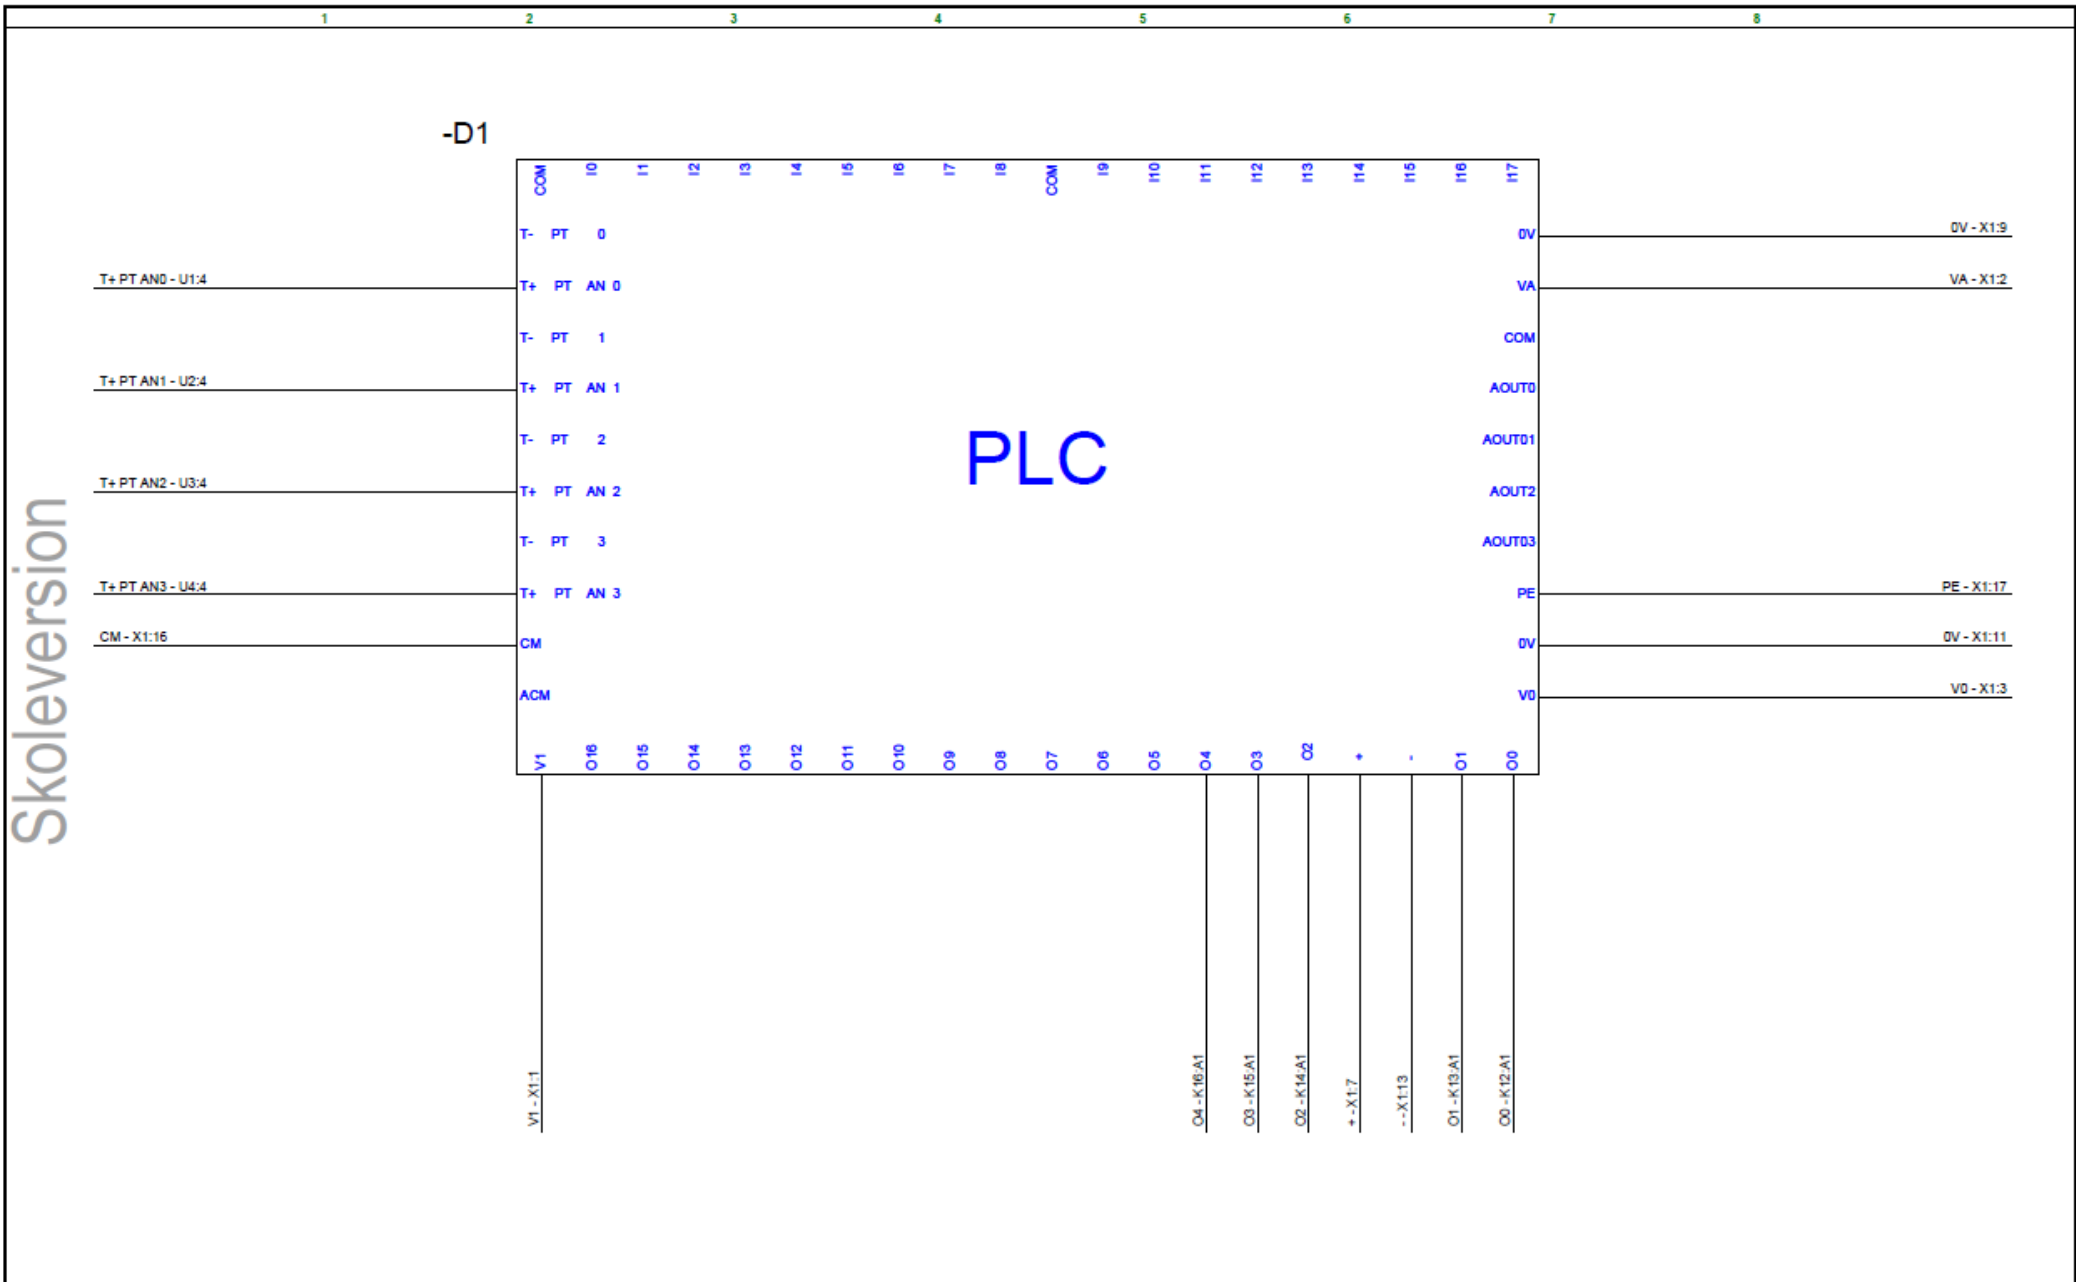 1 2 3 4 5 6 7 8
-D1
COM I0 I1 I2 I3 I4 I5 I6 I7 I8 COM I9 I10 I11 I12 I13 I14 I15 I16 I17
T- PT 0
0V
0V - X1:9
T+ PT AN0 - U1:4
T+ PT AN 0
VA
VA - X1:2
T- PT 1
COM
T+ PT AN1 - U2:4
T+ PT AN 1
AOUT0
T- PT 2
AOUT01
PLC
T+ PT AN2 - U3:4
T+ PT AN 2
AOUT2
T- PT 3
AOUT03
T+ PT AN3 - U4:4
T+ PT AN 3
PE
PE - X1:17
CM - X1:16
CM
0V
0V - X1:11
ACM
V0
V0 - X1:3
V1 O16 O15 O14 O13 O12 O11 O10 O9 O8 O7 O6 O5 O4 O3 O2 + - O1 O0
V1 - X1:1
O4 - K16:A1
O3 - K15:A1
O2 - K14:A1
+ - X1:7
- - X1:13
O1 - K13:A1
O0 - K12:A1
Skoleversion